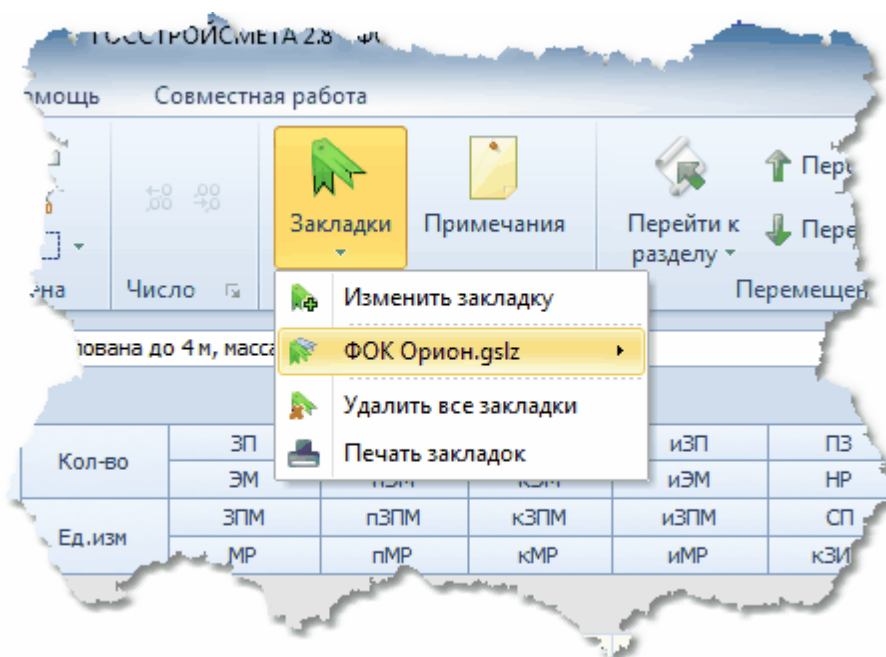 ГОССТРОЙСМЕТА 2.8
омощь Совместная работа
Закладки Примечания Перейти к разделу
Пере
Пере
ена Число Перемещен
Изменить закладку
ована до 4 м, масса
ФОК Орион.gslz
Удалить все закладки
Печать закладок
Кол-во ЗП иЗП ПЗ
ЭМ пЭМ кЭМ иЭМ НР
Ед.изм ЗПМ пЗПМ кЗПМ иЗПМ СП
МР пМР кМР иМР кЗИ